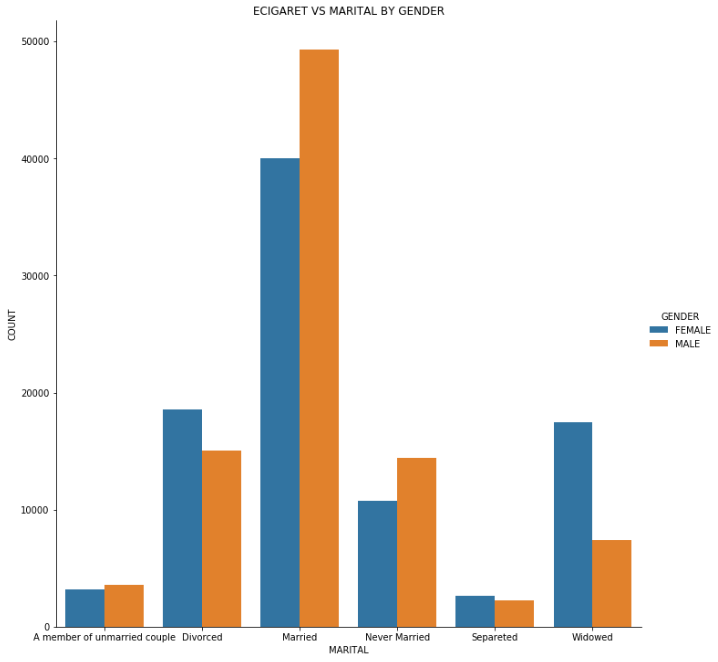 ECIGARET VS MARITAL BY GENDER
50000
40000
30000
20000
10000
0
COUNT
A member of unmarried couple
Divorced
Married
Never Married
Separeted
Widowed
MARITAL
GENDER
FEMALE
MALE